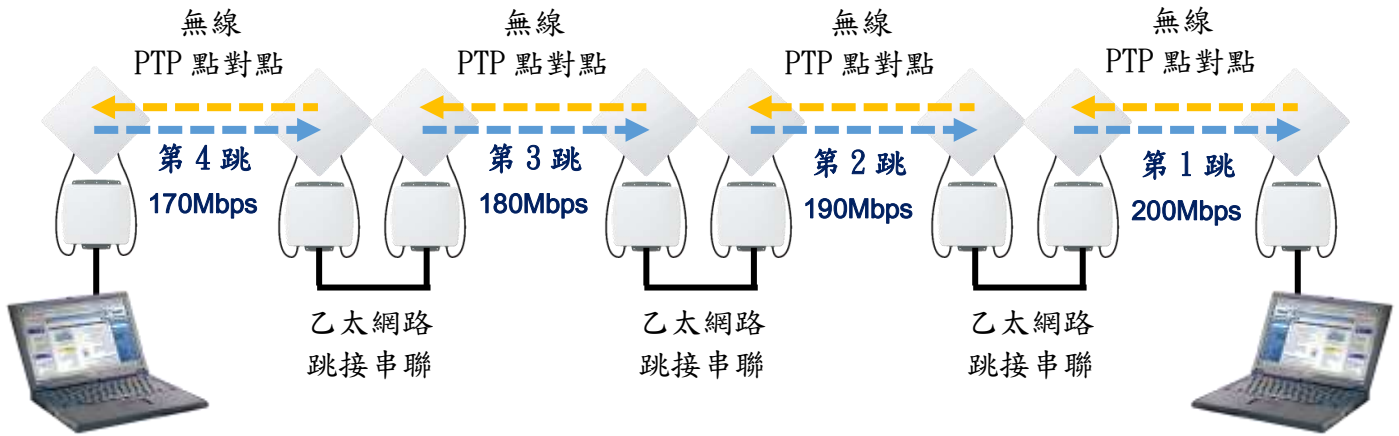 無線
PTP 點對點
無線
PTP 點對點
無線
PTP 點對點
無線
PTP 點對點
第 4 跳
170Mbps
第 3 跳
180Mbps
第 2 跳
190Mbps
第 1 跳
200Mbps
乙太網路
跳接串聯
乙太網路
跳接串聯
乙太網路
跳接串聯